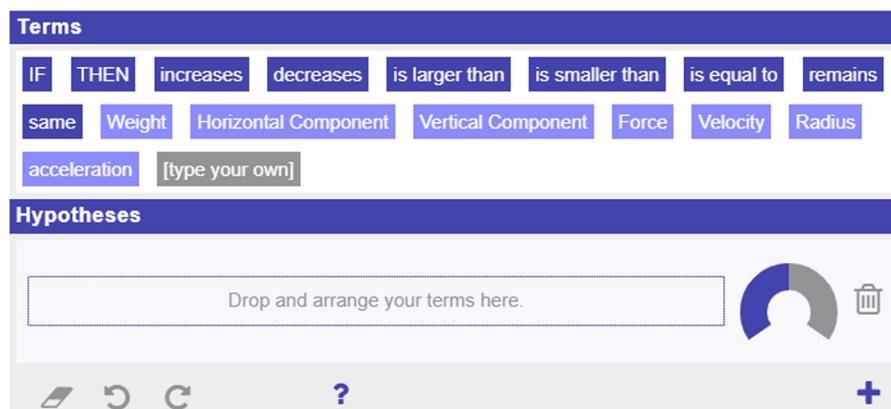 Terms
IF THEN increases decreases is larger than is smaller than is equal to remains
same Weight Horizontal Component Vertical Component Force Velocity Radius
acceleration [type your own]
Hypotheses
Drop and arrange your terms here.
?